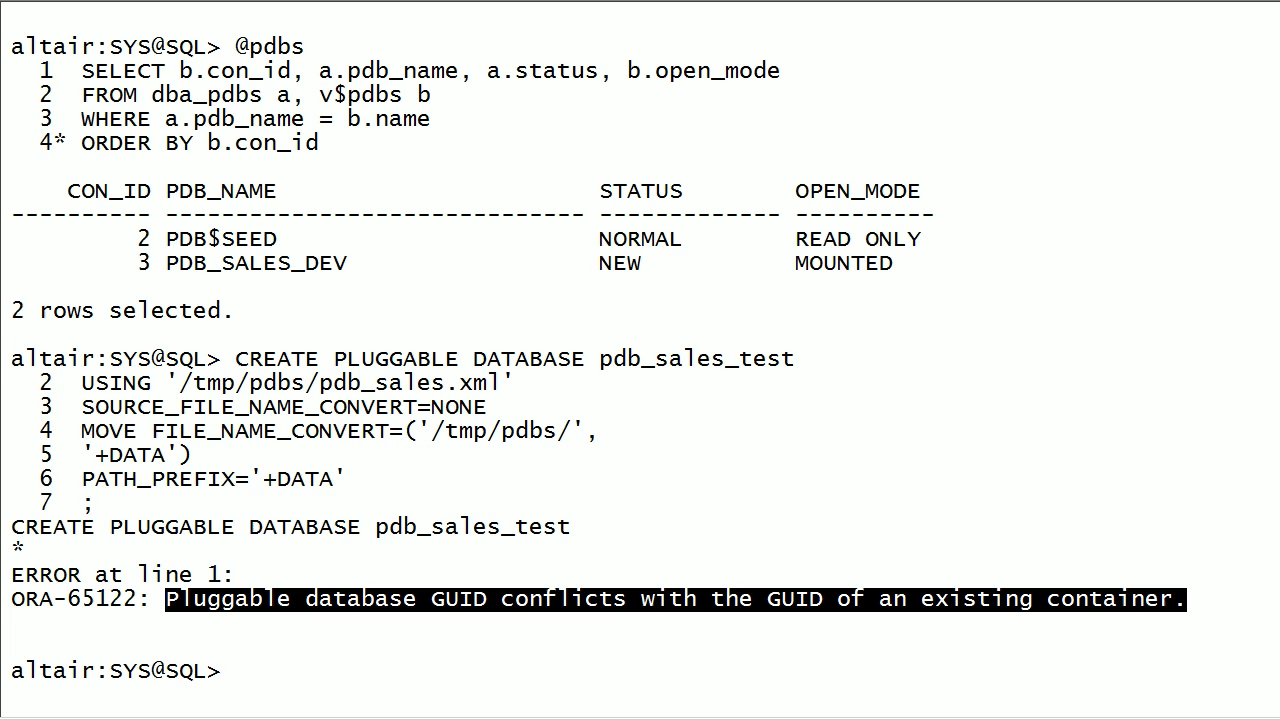 altair:SYS@SQL> @pdbs
  1  SELECT b.con_id, a.pdb_name, a.status, b.open_mode
  2  FROM dba_pdbs a, v$pdbs b
  3  WHERE a.pdb_name = b.name
  4* ORDER BY b.con_id
    CON_ID PDB_NAME                       STATUS        OPEN_MODE
---------- ------------------------------ ------------- ----------
         2 PDB$SEED                       NORMAL        READ ONLY
         3 PDB_SALES_DEV                  NEW           MOUNTED
2 rows selected.
altair:SYS@SQL> CREATE PLUGGABLE DATABASE pdb_sales_test
  2  USING '/tmp/pdbs/pdb_sales.xml'
  3  SOURCE_FILE_NAME_CONVERT=NONE
  4  MOVE FILE_NAME_CONVERT=('/tmp/pdbs/',
  5  '+DATA')
  6  PATH_PREFIX='+DATA'
  7  ;
CREATE PLUGGABLE DATABASE pdb_sales_test
*
ERROR at line 1:
ORA-65122: Pluggable database GUID conflicts with the GUID of an existing container.
altair:SYS@SQL>